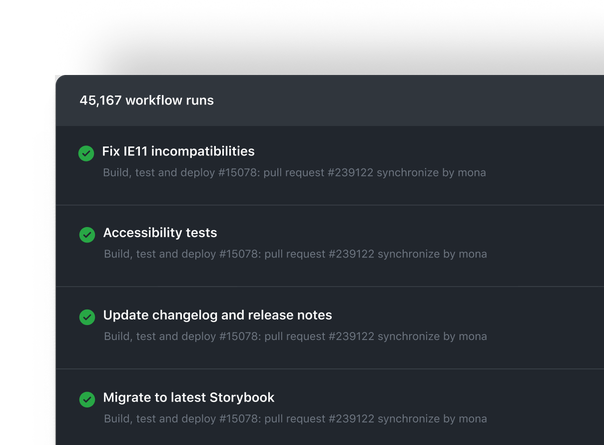 45,167 workflow runs
Fix IE11 incompatibilities
Build, test and deploy #15078: pull request #239122 synchronize by mona
Accessibility tests
Build, test and deploy #15078: pull request #239122 synchronize by mona
Update changelog and release notes
Build, test and deploy #15078: pull request #239122 synchronize by mona
Migrate to latest Storybook
Build, test and deploy #15078: pull request #239122 synchronize by mona